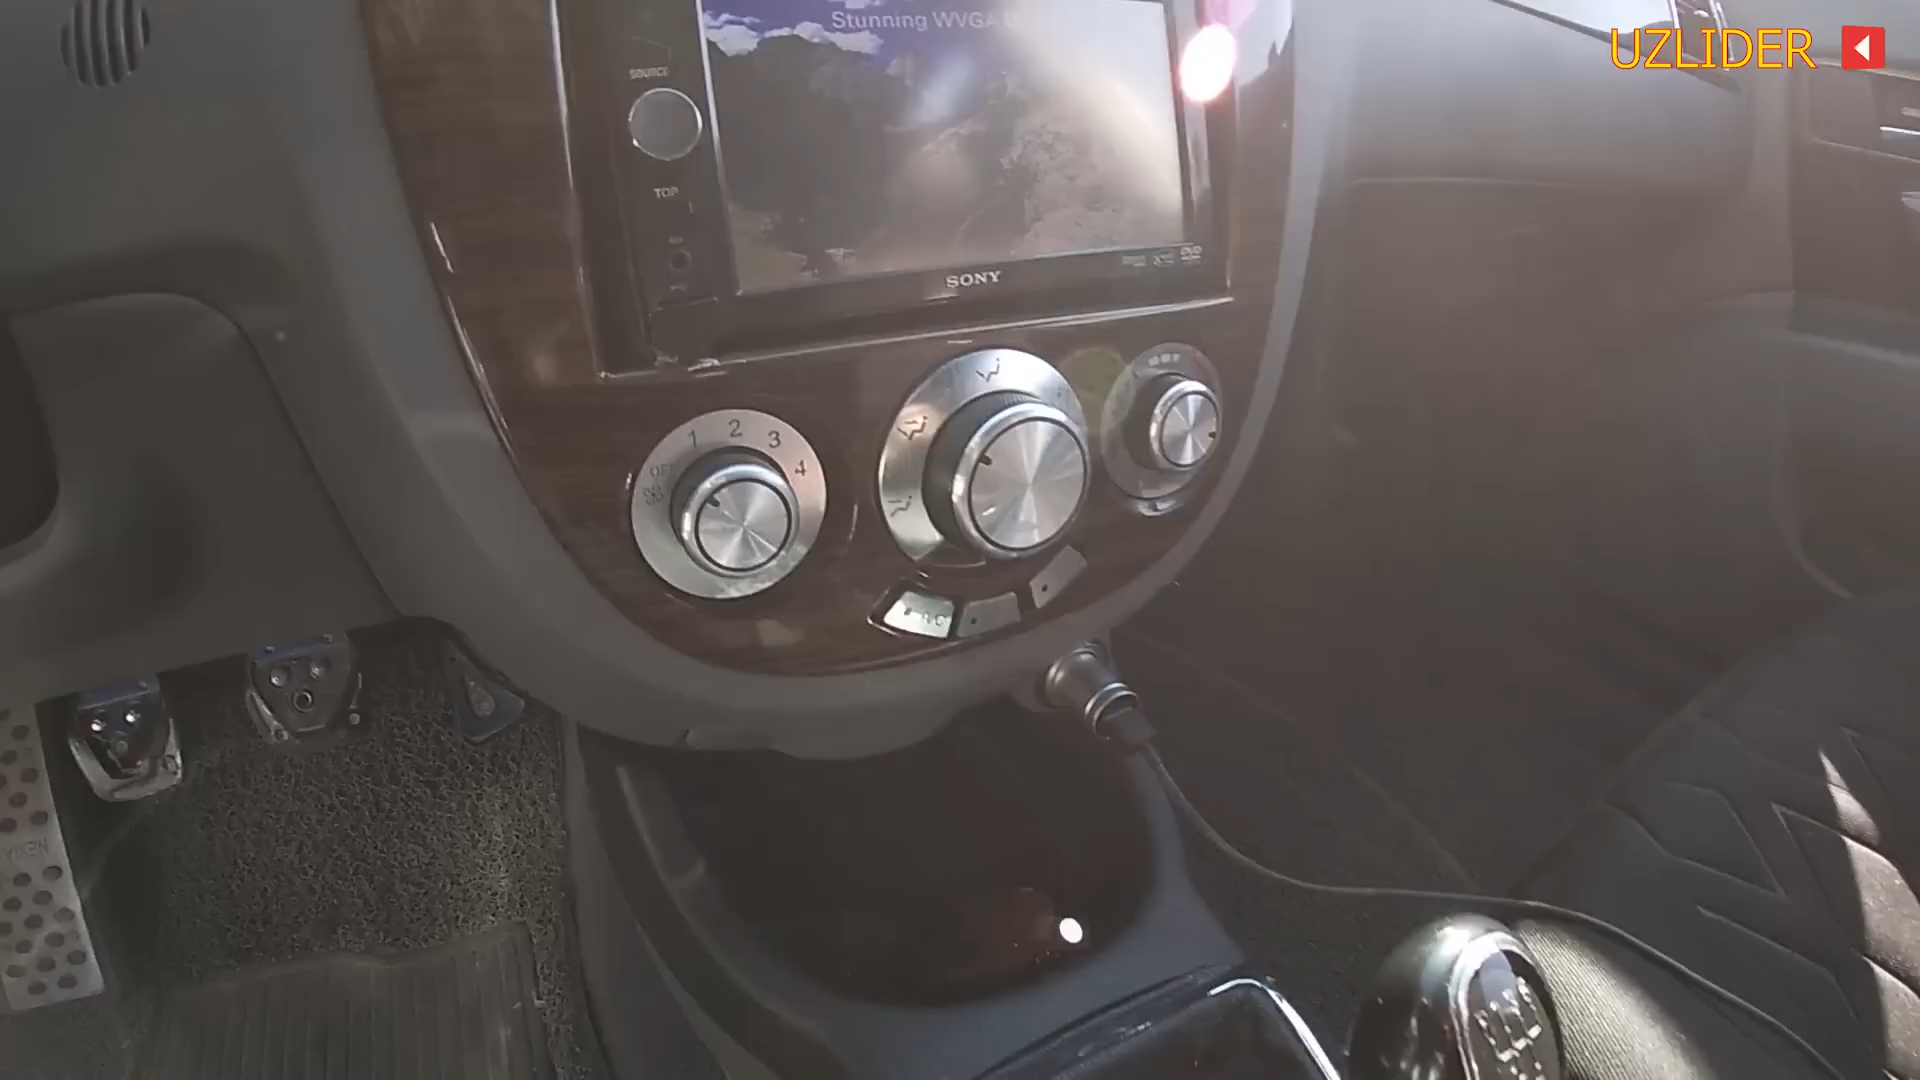 Stunning WVGA
UZLIDER
SOURCE
TOP
SONY
1 2 3 4
OFF
A/C